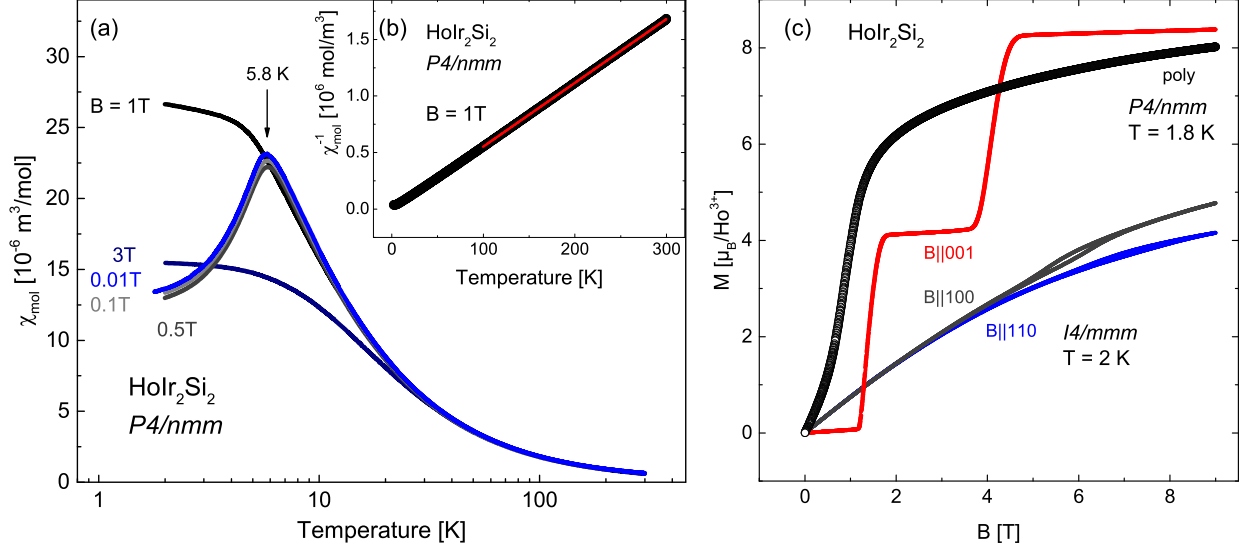 (a)
χmol [10⁻⁶ m³/mol]
30
25
20
15
10
5
0
1
10
100
Temperature [K]
5.8 K
B = 1T
3T
0.01T
0.1T
0.5T
HoIr₂Si₂
P4/nmm
(b)
HoIr₂Si₂
P4/nmm
B = 1T
χ⁻¹mol [10⁶ mol/m³]
1.5
1.0
0.5
0.0
0
100
200
300
Temperature [K]
(c)
HoIr₂Si₂
M [μB/Ho³⁺]
8
6
4
2
0
0
2
4
6
8
B [T]
poly
P4/nmm
T = 1.8 K
B||001
B||100
B||110
I4/mmm
T = 2 K